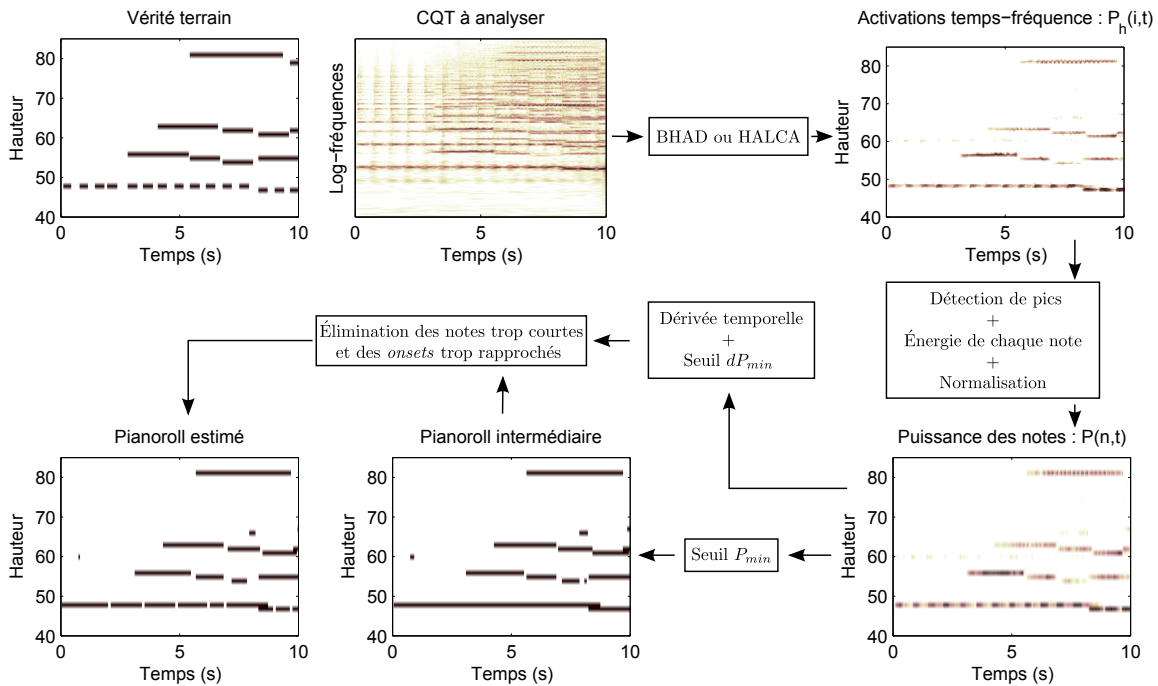 Vérité terrain
85
80
70
60
50
40
Hauteur
0
5
10
Temps (s)
CQT à analyser
Log−fréquences
0
5
10
Temps (s)
BHAD ou HALCA
Activations temps−fréquence : P_h(i,t)
80
70
60
50
40
Hauteur
0
5
10
Temps (s)
Détection de pics
+
Énergie de chaque note
+
Normalisation
Dérivée temporelle
+
Seuil dP_min
Élimination des notes trop courtes
et des onsets trop rapprochés
Pianoroll estimé
80
70
60
50
40
Hauteur
0
5
10
Temps (s)
Pianoroll intermédiaire
80
70
60
50
40
Hauteur
0
5
10
Temps (s)
Seuil P_min
Puissance des notes : P(n,t)
80
70
60
50
40
Hauteur
0
5
10
Temps (s)